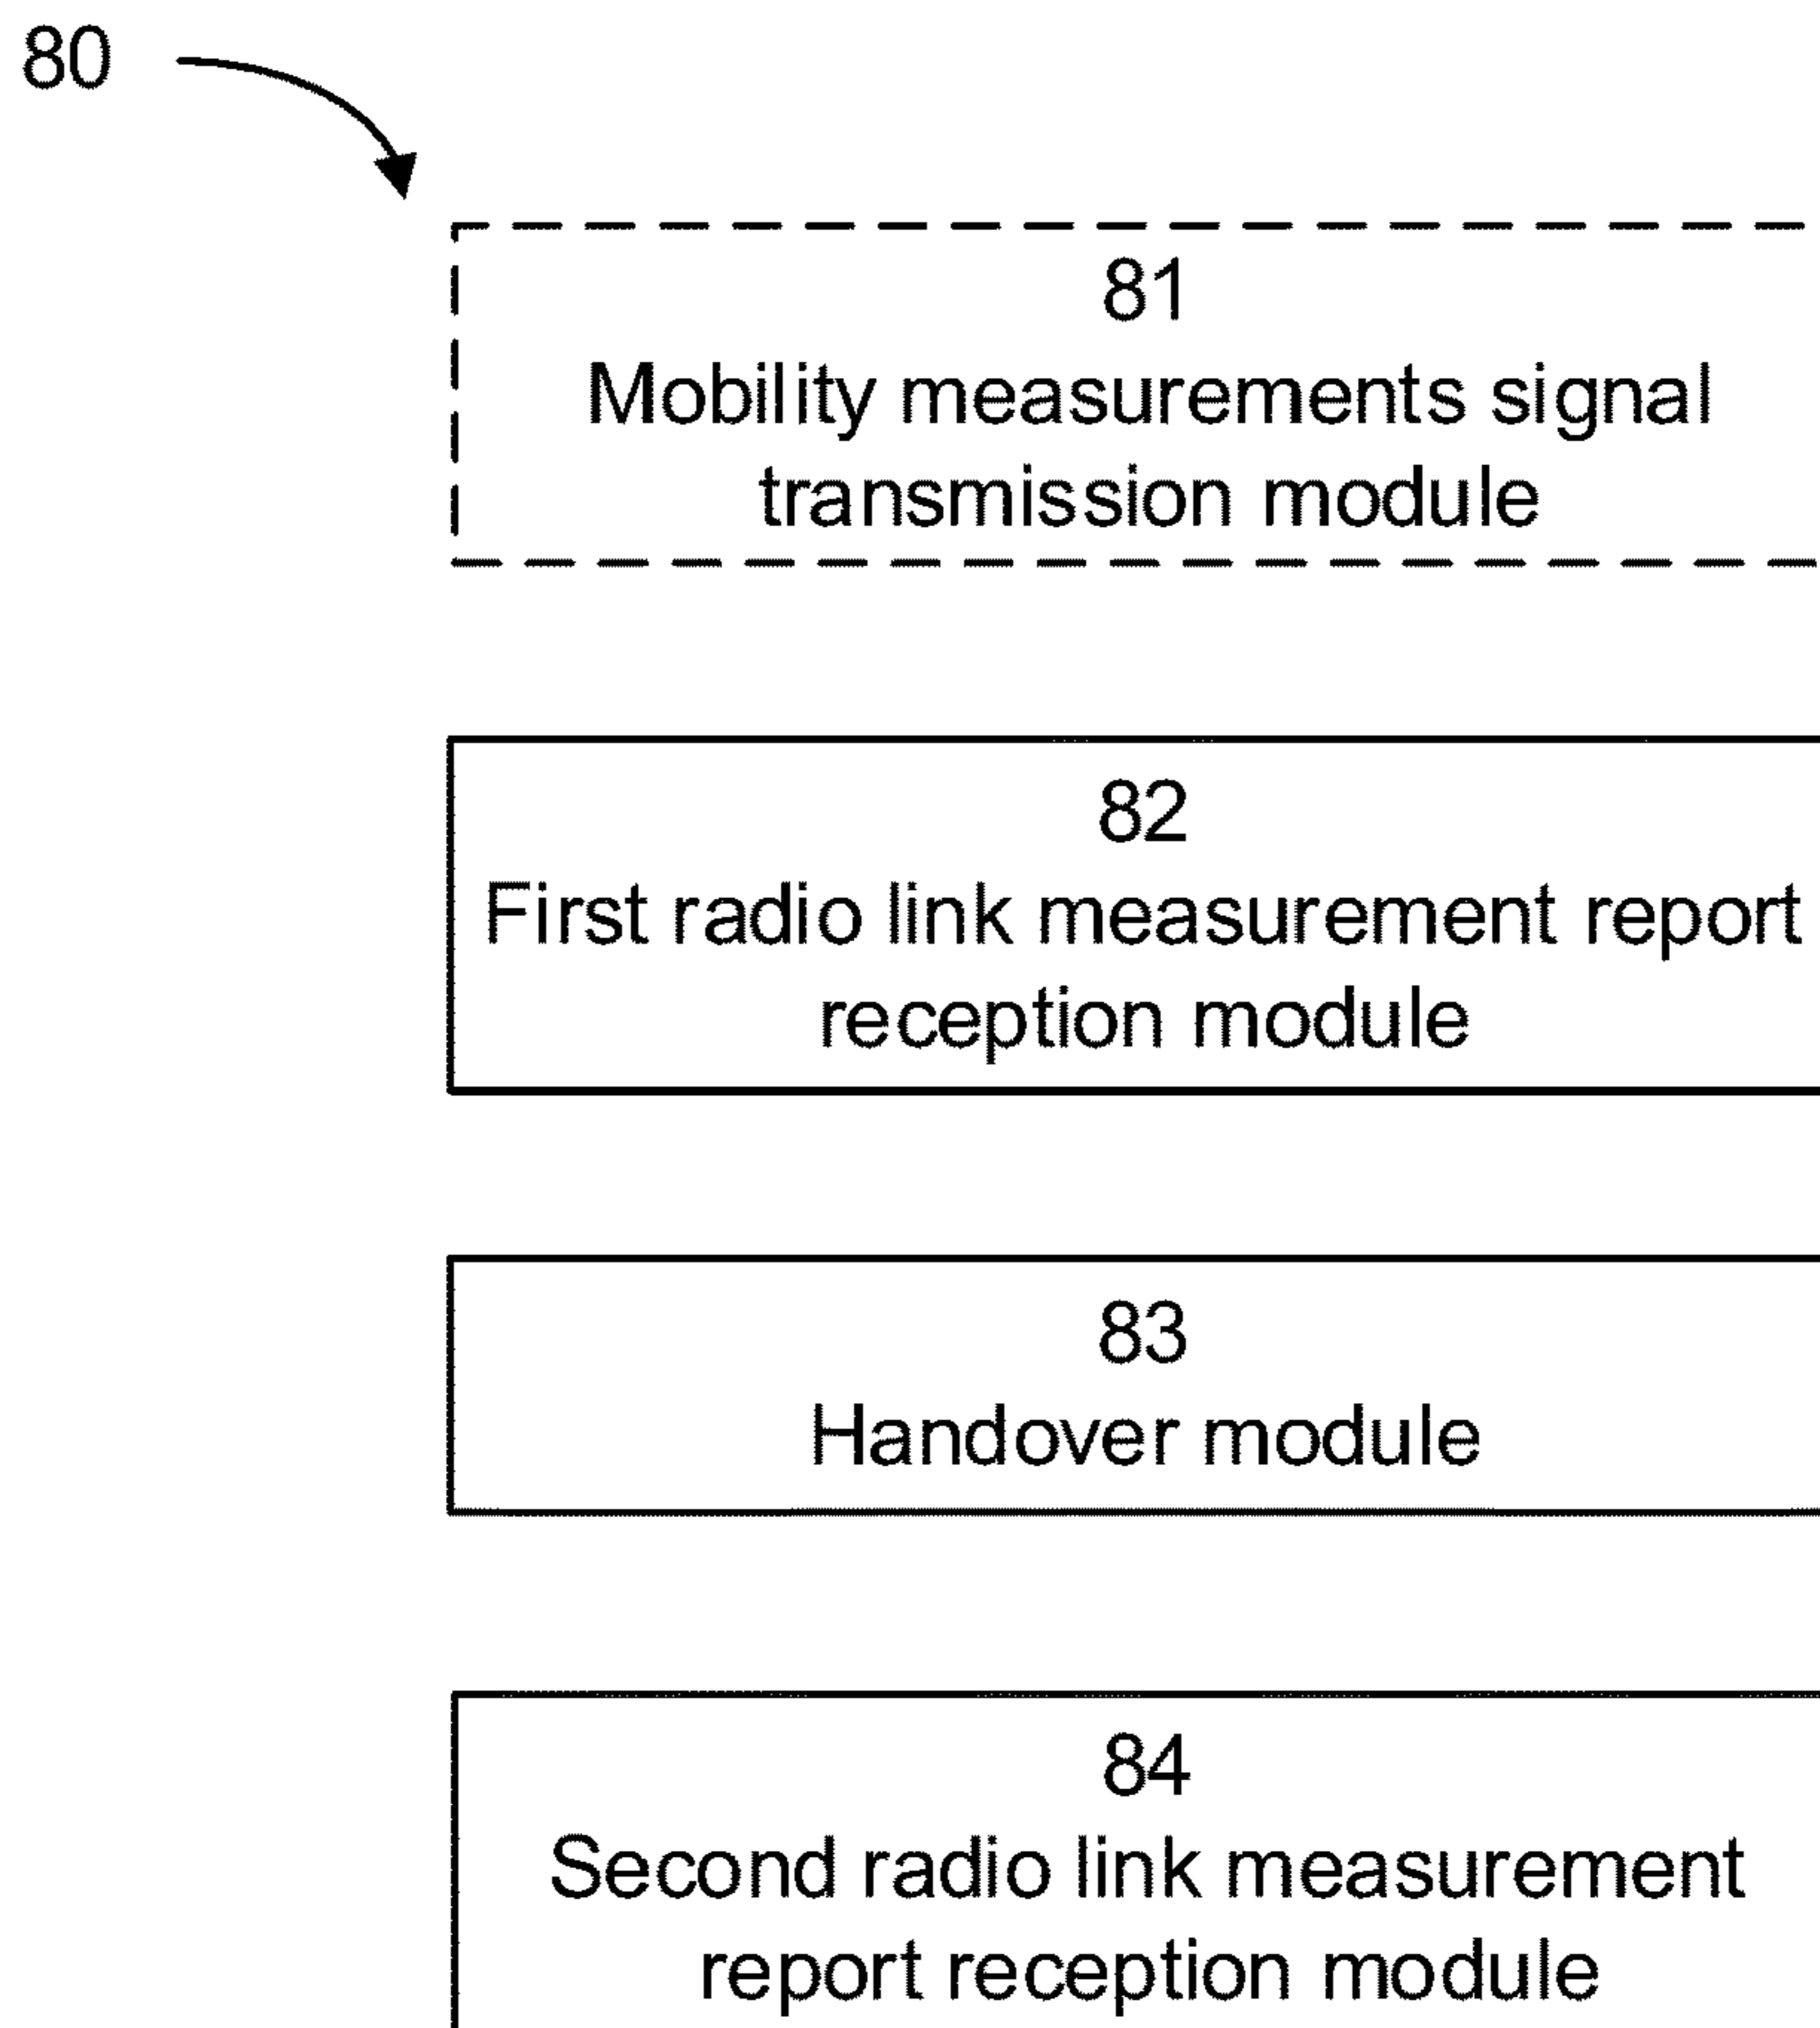 80
81
Mobility measurements signal
transmission module
82
First radio link measurement report
reception module
83
Handover module
84
Second radio link measurement
report reception module